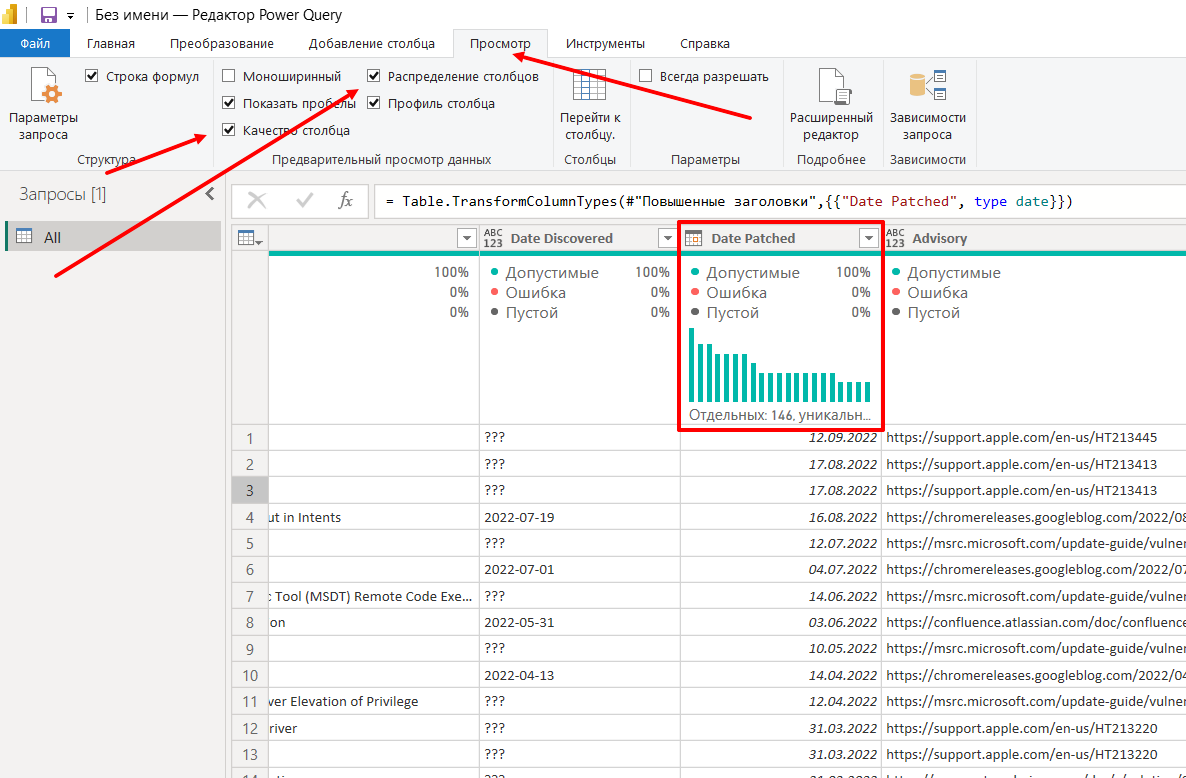 Без имени — Редактор Power Query
Файл Главная Преобразование Добавление столбца Просмотр Инструменты Справка
Параметры запроса
Структура
Строка формул
Моноширинный
Показать пробелы
Качество столбца
Распределение столбцов
Профиль столбца
Предварительный просмотр данных
Перейти к столбцу.
Столбцы
Всегда разрешать
Параметры
Расширенный редактор
Подробнее
Зависимости запроса
Зависимости
Запросы [1]
All
fx = Table.TransformColumnTypes(#"Повышенные заголовки",{{"Date Patched", type date}})
ABC 123 Date Discovered Date Patched ABC 123 Advisory
100% Допустимые 100% Допустимые 100% Допустимые
0% Ошибка 0% Ошибка 0% Ошибка
0% Пустой 0% Пустой 0% Пустой
Отдельных: 146, уникальн...
1 ??? 12.09.2022 https://support.apple.com/en-us/HT213445
2 ??? 17.08.2022 https://support.apple.com/en-us/HT213413
3 ??? 17.08.2022 https://support.apple.com/en-us/HT213413
4 ut in Intents 2022-07-19 16.08.2022 https://chromereleases.googleblog.com/2022/08
5 ??? 12.07.2022 https://msrc.microsoft.com/update-guide/vulner
6 2022-07-01 04.07.2022 https://chromereleases.googleblog.com/2022/07
7 c Tool (MSDT) Remote Code Exe... ??? 14.06.2022 https://msrc.microsoft.com/update-guide/vulner
8 on 2022-05-31 03.06.2022 https://confluence.atlassian.com/doc/confluence
9 ??? 10.05.2022 https://msrc.microsoft.com/update-guide/vulner
10 2022-04-13 14.04.2022 https://chromereleases.googleblog.com/2022/04
11 ver Elevation of Privilege ??? 12.04.2022 https://msrc.microsoft.com/update-guide/vulner
12 river ??? 31.03.2022 https://support.apple.com/en-us/HT213220
13 ??? 31.03.2022 https://support.apple.com/en-us/HT213220